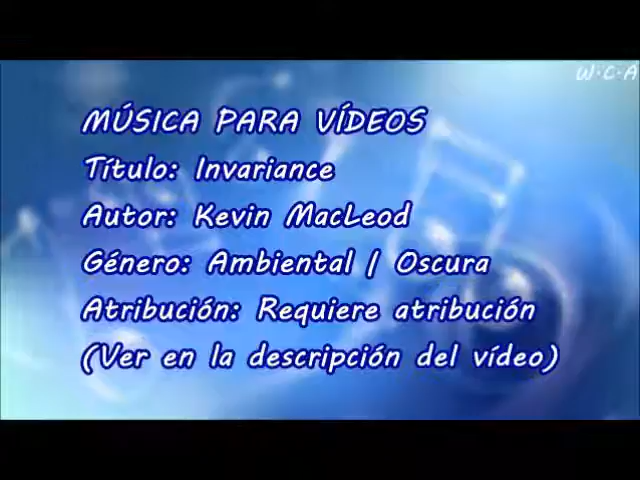 W.C.A
MÚSICA PARA VÍDEOS
Título: Invariance
Autor: Kevin MacLeod
Género: Ambiental / Oscura
Atribución: Requiere atribución
(Ver en la descripción del vídeo)